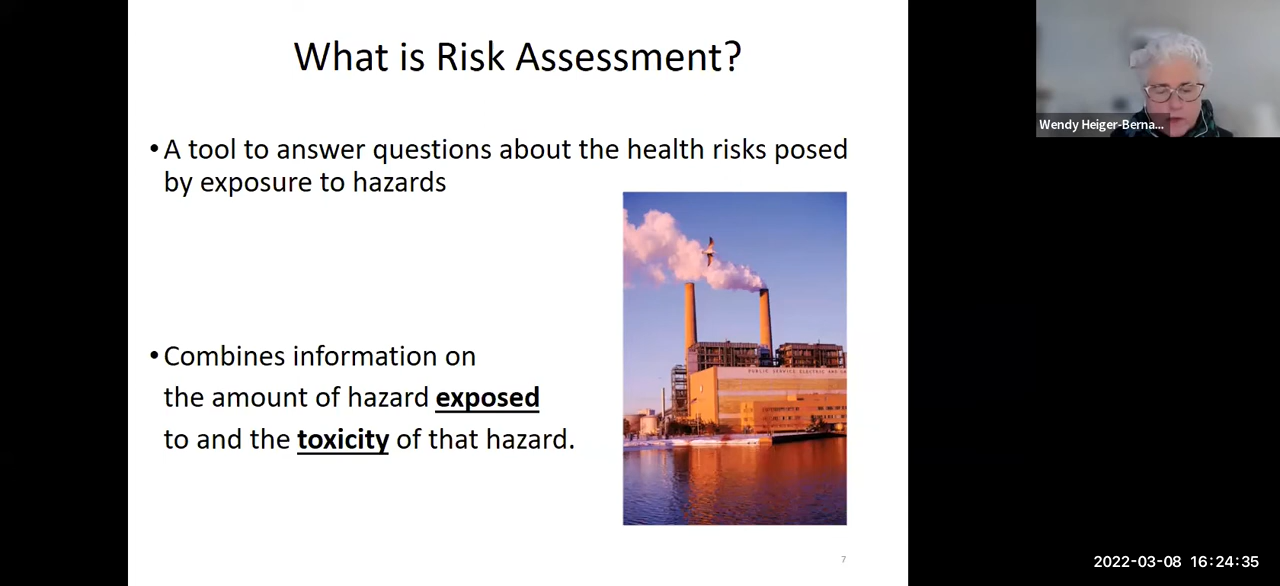 What is Risk Assessment?
• A tool to answer questions about the health risks posed
by exposure to hazards
• Combines information on
the amount of hazard exposed
to and the toxicity of that hazard.
PUBLIC SERVICE ELECTRIC AND
7
Wendy Heiger-Berna...
2022-03-08 16:24:35